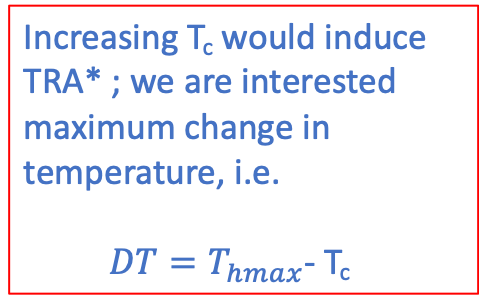 Increasing Tc would induce
TRA* ; we are interested
maximum change in
temperature, i.e.
DT = Thmax- Tc